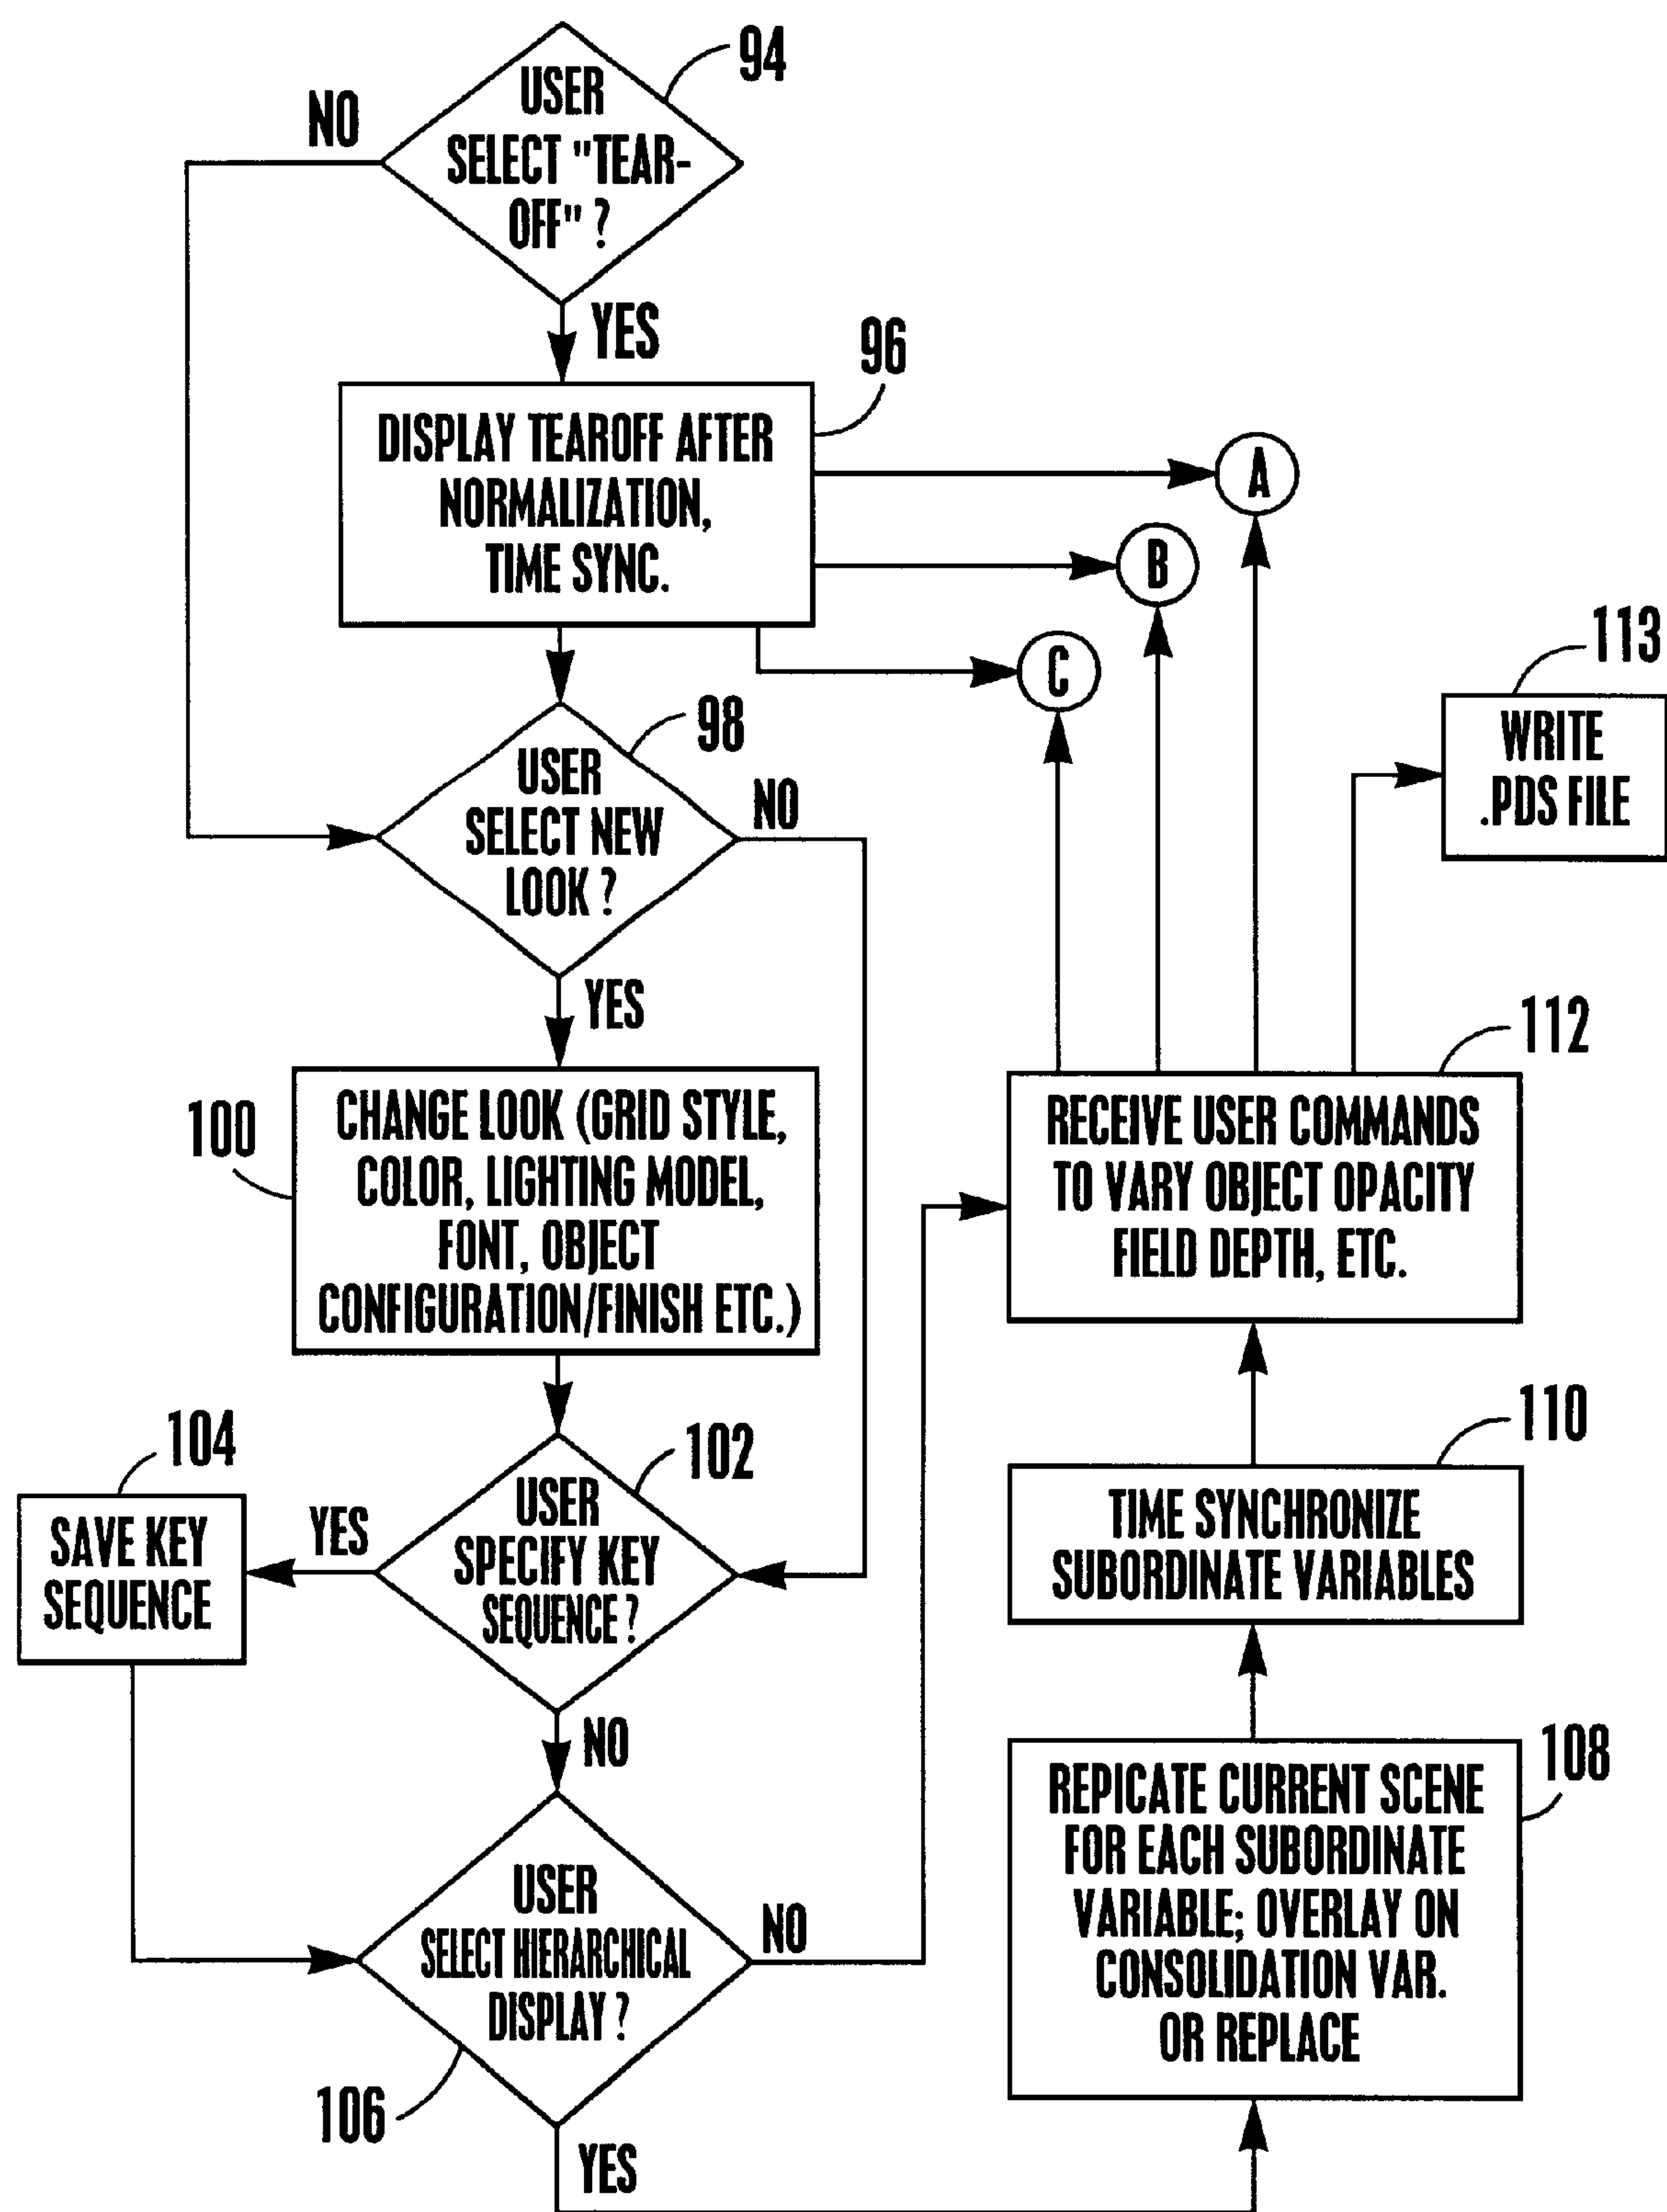 94
USER
SELECT "TEAR-
OFF" ?
NO
YES
96
DISPLAY TEAROFF AFTER
NORMALIZATION,
TIME SYNC.
A
B
C
113
WRITE
.PDS FILE
98
USER
SELECT NEW
LOOK ?
NO
YES
100
CHANGE LOOK (GRID STYLE,
COLOR, LIGHTING MODEL,
FONT, OBJECT
CONFIGURATION/FINISH ETC.)
112
RECEIVE USER COMMANDS
TO VARY OBJECT OPACITY
FIELD DEPTH, ETC.
104
SAVE KEY
SEQUENCE
YES
102
USER
SPECIFY KEY
SEQUENCE ?
NO
110
TIME SYNCHRONIZE
SUBORDINATE VARIABLES
108
REPICATE CURRENT SCENE
FOR EACH SUBORDINATE
VARIABLE; OVERLAY ON
CONSOLIDATION VAR.
OR REPLACE
USER
SELECT HIERARCHICAL
DISPLAY ?
NO
106
YES